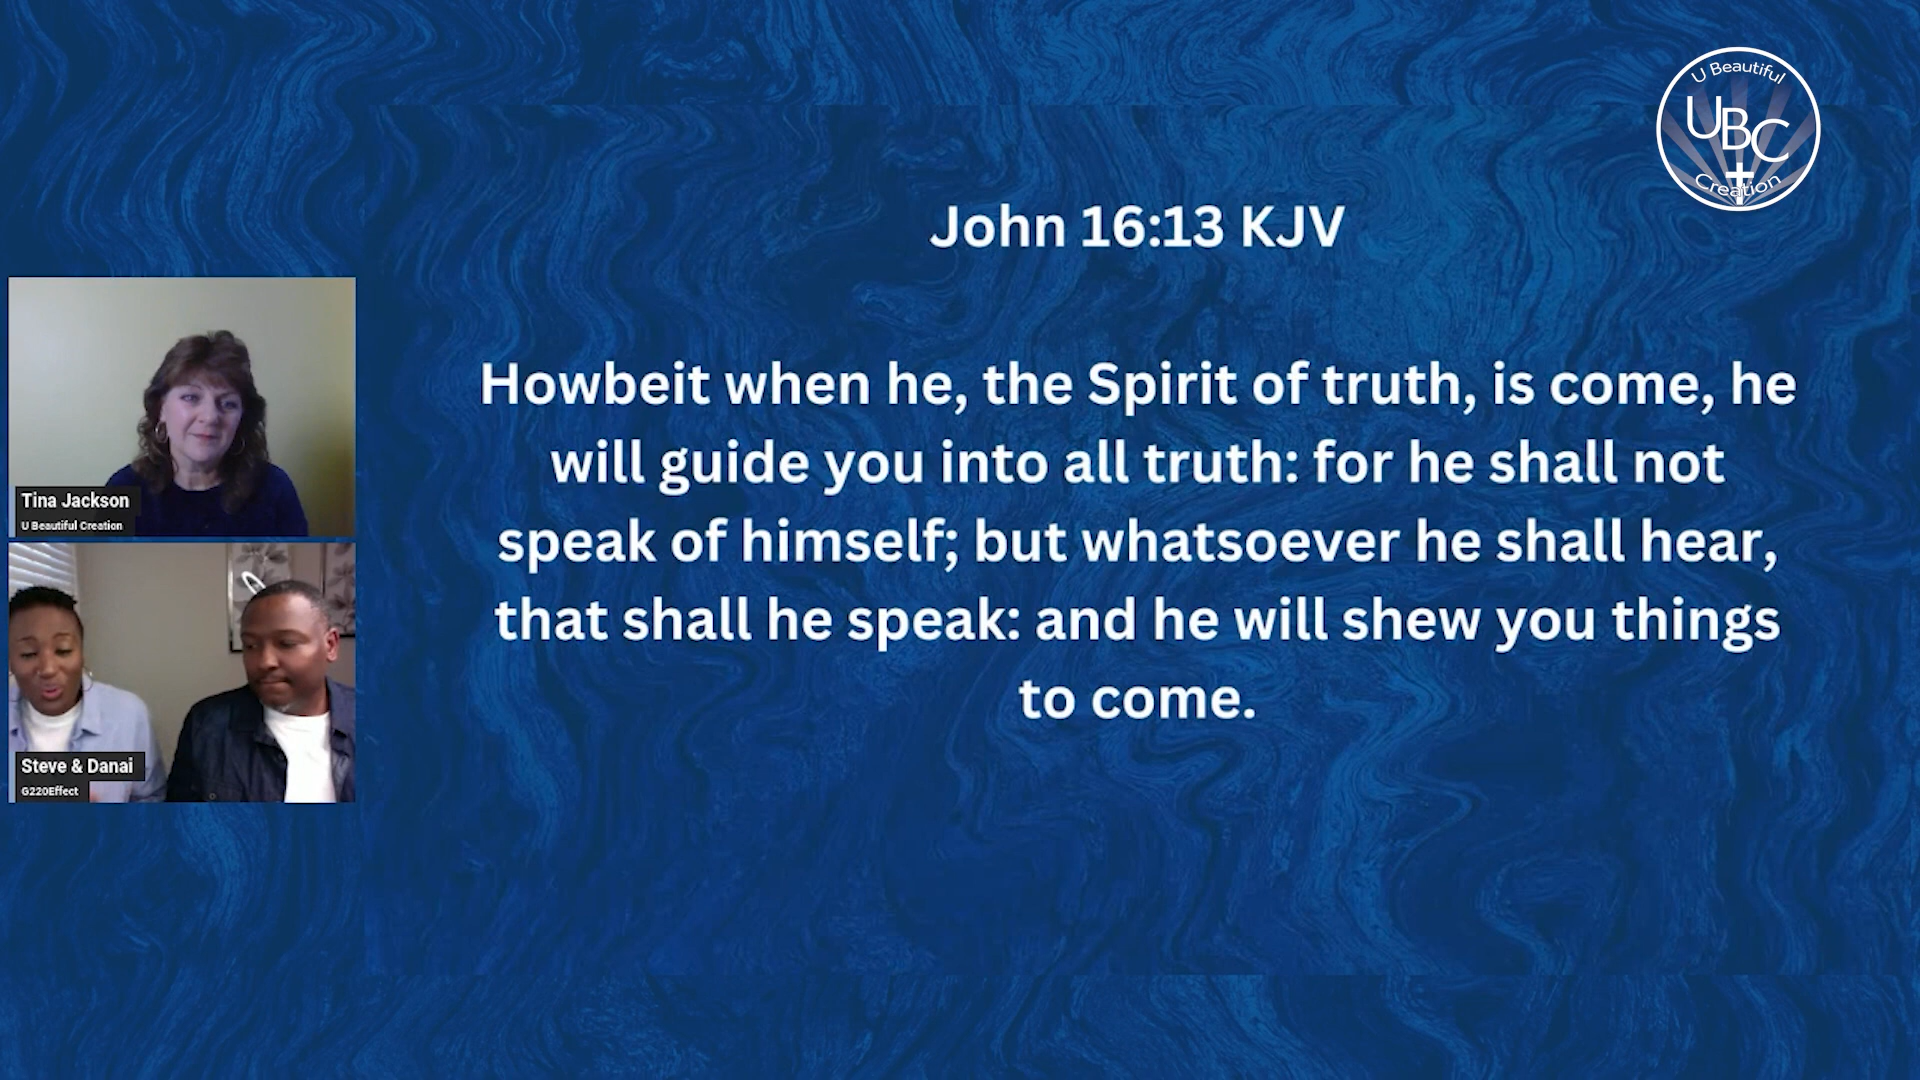 U Beautiful
UBC
Creation
John 16:13 KJV
Howbeit when he, the Spirit of truth, is come, he
will guide you into all truth: for he shall not
speak of himself; but whatsoever he shall hear,
that shall he speak: and he will shew you things
to come.
Tina Jackson
U Beautiful Creation
Steve & Danai
G220Effect